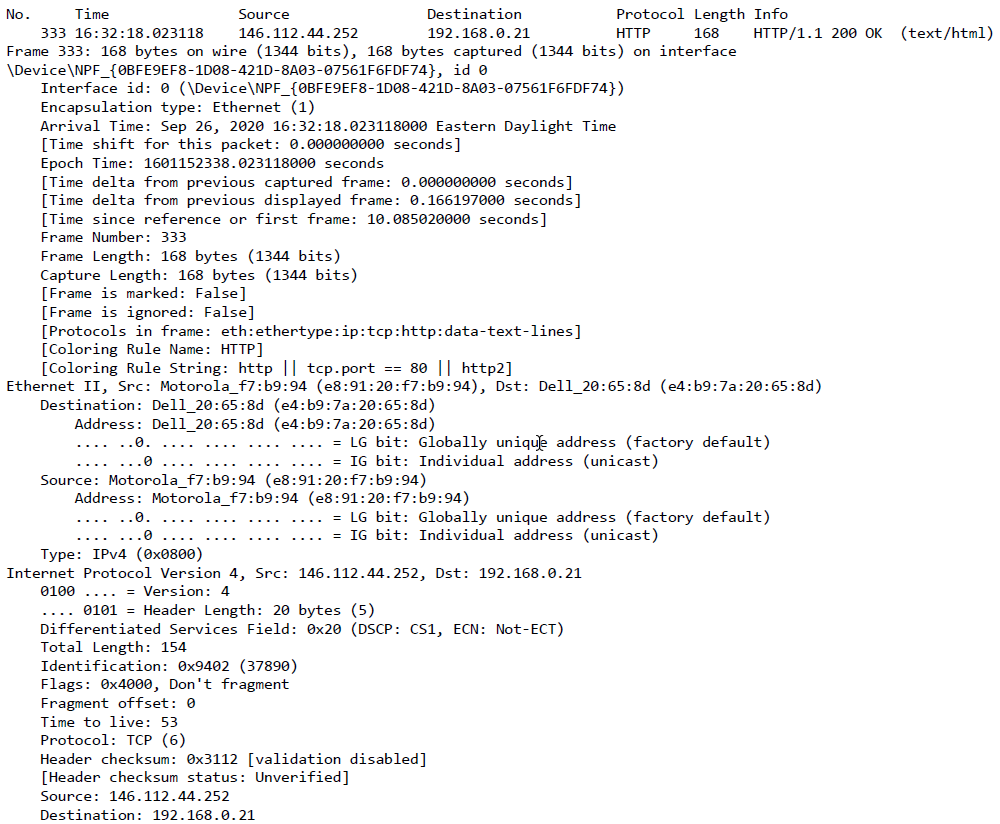 No. Time Source Destination Protocol Length Info
333 16:32:18.023118 146.112.44.252 192.168.0.21 HTTP 168 HTTP/1.1 200 OK (text/html)
Frame 333: 168 bytes on wire (1344 bits), 168 bytes captured (1344 bits) on interface
\Device\NPF_{0BFE9EF8-1D08-421D-8A03-07561F6FDF74}, id 0
Interface id: 0 (\Device\NPF_{0BFE9EF8-1D08-421D-8A03-07561F6FDF74})
Encapsulation type: Ethernet (1)
Arrival Time: Sep 26, 2020 16:32:18.023118000 Eastern Daylight Time
[Time shift for this packet: 0.000000000 seconds]
Epoch Time: 1601152338.023118000 seconds
[Time delta from previous captured frame: 0.000000000 seconds]
[Time delta from previous displayed frame: 0.166197000 seconds]
[Time since reference or first frame: 10.085020000 seconds]
Frame Number: 333
Frame Length: 168 bytes (1344 bits)
Capture Length: 168 bytes (1344 bits)
[Frame is marked: False]
[Frame is ignored: False]
[Protocols in frame: eth:ethertype:ip:tcp:http:data-text-lines]
[Coloring Rule Name: HTTP]
[Coloring Rule String: http || tcp.port == 80 || http2]
Ethernet II, Src: Motorola_f7:b9:94 (e8:91:20:f7:b9:94), Dst: Dell_20:65:8d (e4:b9:7a:20:65:8d)
Destination: Dell_20:65:8d (e4:b9:7a:20:65:8d)
Address: Dell_20:65:8d (e4:b9:7a:20:65:8d)
.... ..0. .... .... .... .... = LG bit: Globally unique address (factory default)
.... ...0 .... .... .... .... = IG bit: Individual address (unicast)
Source: Motorola_f7:b9:94 (e8:91:20:f7:b9:94)
Address: Motorola_f7:b9:94 (e8:91:20:f7:b9:94)
.... ..0. .... .... .... .... = LG bit: Globally unique address (factory default)
.... ...0 .... .... .... .... = IG bit: Individual address (unicast)
Type: IPv4 (0x0800)
Internet Protocol Version 4, Src: 146.112.44.252, Dst: 192.168.0.21
0100 .... = Version: 4
.... 0101 = Header Length: 20 bytes (5)
Differentiated Services Field: 0x20 (DSCP: CS1, ECN: Not-ECT)
Total Length: 154
Identification: 0x9402 (37890)
Flags: 0x4000, Don't fragment
Fragment offset: 0
Time to live: 53
Protocol: TCP (6)
Header checksum: 0x3112 [validation disabled]
[Header checksum status: Unverified]
Source: 146.112.44.252
Destination: 192.168.0.21